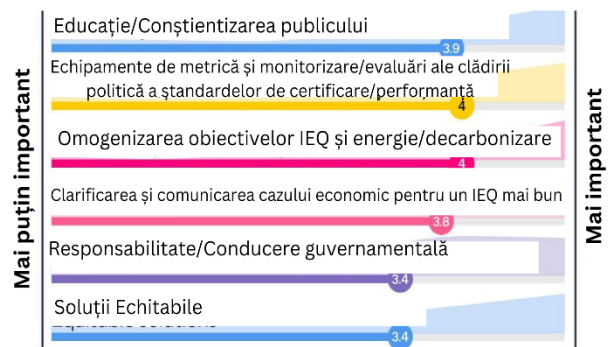 Educație/Conștientizarea publicului
3.9
Echipamente de metrică și monitorizare/evaluări ale clădirii
politică a standardelor de certificare/performanță
4
Omogenizarea obiectivelor IEQ și energie/decarbonizare
4
Clarificarea și comunicarea cazului economic pentru un IEQ mai bun
3.8
Responsabilitate/Conducere guvernamentală
3.4
Soluții Echitabile
Equitable solutions
3.4
Mai puțin important
Mai important